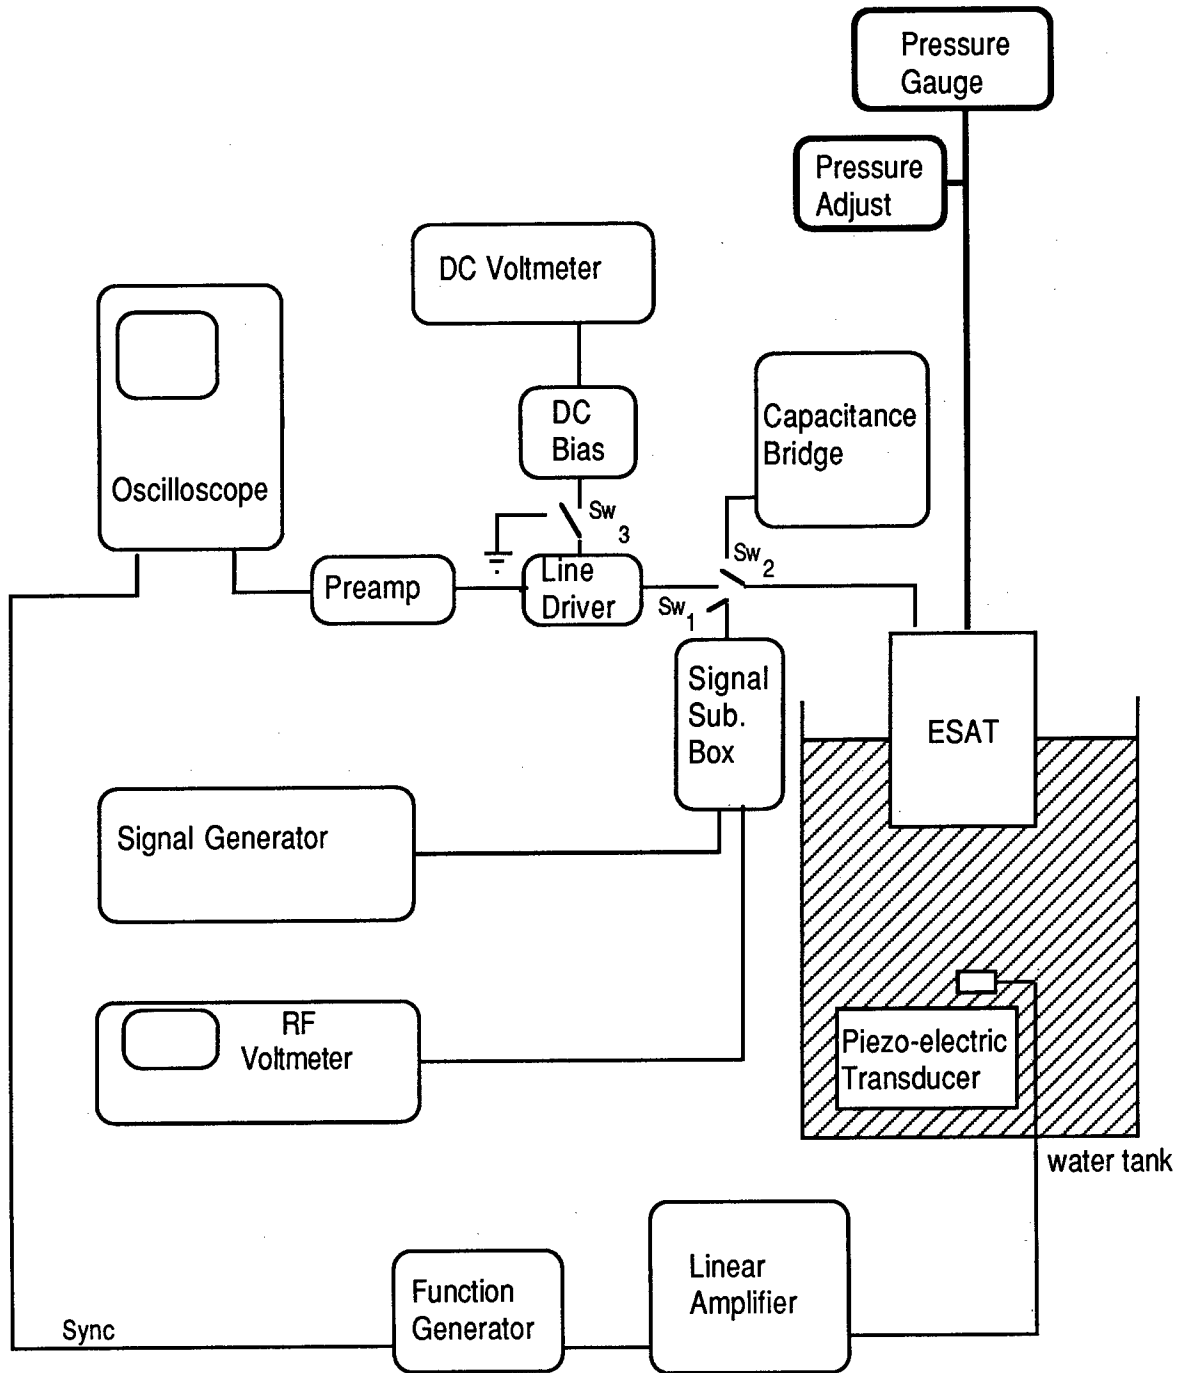 Pressure
Gauge
Pressure
Adjust
DC Voltmeter
DC
Bias
Capacitance
Bridge
Oscilloscope
Sw
3
Sw
2
Preamp
Line
Driver
Sw
1
Signal
Sub.
Box
ESAT
Signal Generator
RF
Voltmeter
Piezo-electric
Transducer
water tank
Linear
Amplifier
Function
Generator
Sync